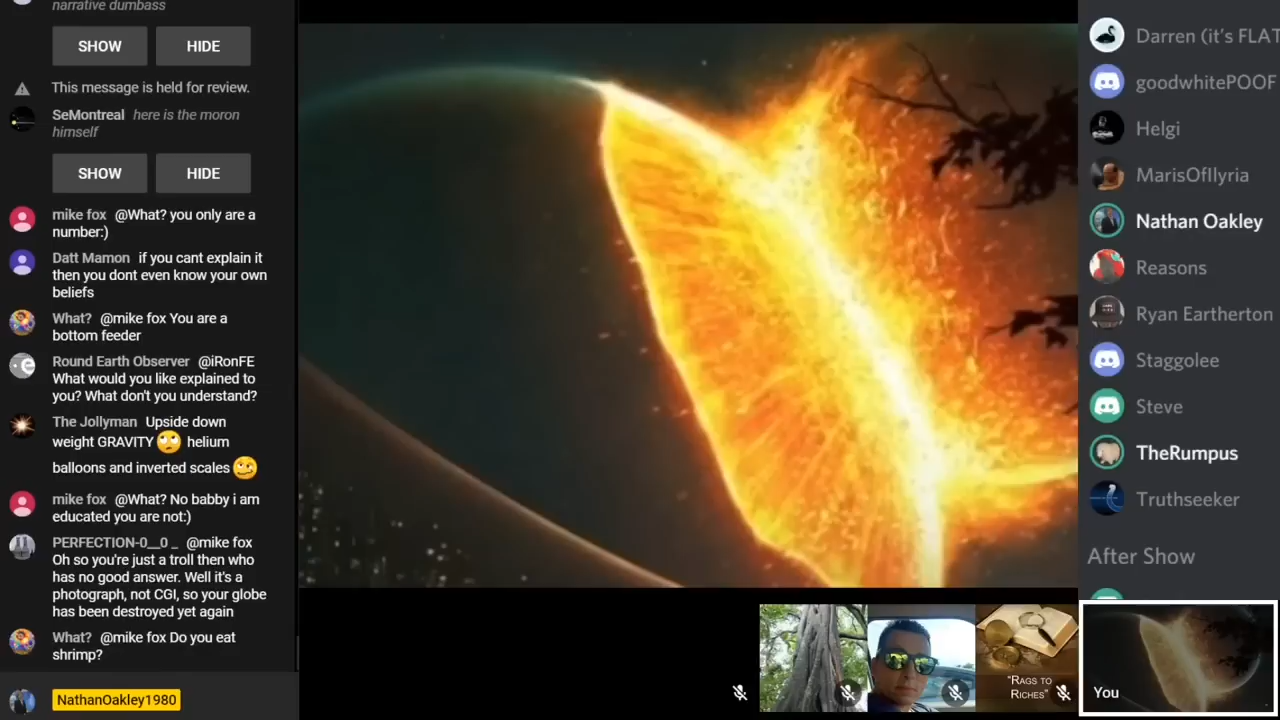 narrative dumbass
SHOW HIDE
This message is held for review.
SeMontreal here is the moron
himself
SHOW HIDE
mike fox @What? you only are a
number:)
Datt Mamon if you cant explain it
then you dont even know your own
beliefs
What? @mike fox You are a
bottom feeder
Round Earth Observer @iRonFE
What would you like explained to
you? What don't you understand?
The Jollyman Upside down
weight GRAVITY🙄 helium
balloons and inverted scales🥴
mike fox @What? No babby i am
educated you are not:)
PERFECTION-0__0 _ @mike fox
Oh so you're just a troll then who
has no good answer. Well it's a
photograph, not CGI, so your globe
has been destroyed yet again
What? @mike fox Do you eat
shrimp?
NathanOakley1980
"RAGS TO
RICHES"
You
Darren (it's FLAT
goodwhitePOOF
Helgi
MarisOfIllyria
Nathan Oakley
Reasons
Ryan Eartherton
Staggolee
Steve
TheRumpus
Truthseeker
After Show